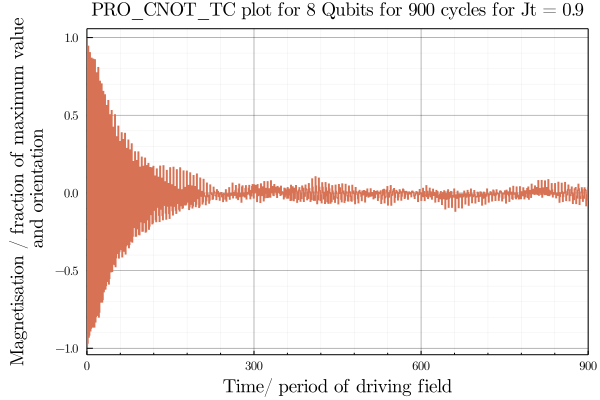 PRO_CNOT_TC plot for 8 Qubits for 900 cycles for Jt = 0.9
Magnetisation / fraction of maximum value
and orientation
1.0
0.5
0.0
−0.5
−1.0
0
300
600
900
Time/ period of driving field